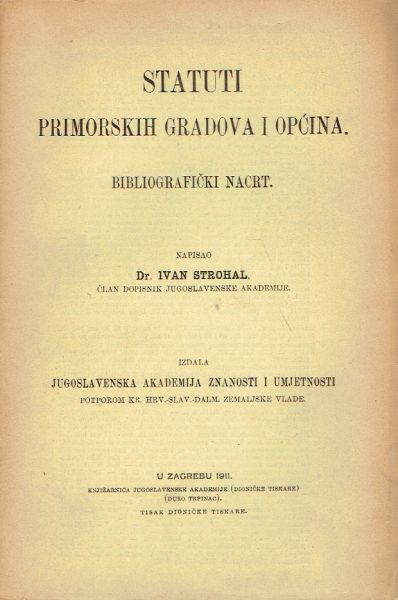 STATUTI
PRIMORSKIH GRADOVA I OPĆINA.
BIBLIOGRAFIČKI NACRT.
NAPISAO
Dr. IVAN STROHAL,
ČLAN DOPISNIK JUGOSLAVENSKE AKADEMIJE.
IZDALA
JUGOSLAVENSKA AKADEMIJA ZNANOSTI I UMJETNOSTI
POTPOROM KR. HRV.-SLAV.-DALM. ZEMALJSKE VLADE.
U ZAGREBU 1911.
KNJIŽARNICA JUGOSLAVENSKE AKADEMIJE (DIONIČKE TISKARE)
(ĐURO TRPINAC).
TISAK DIONIČKE TISKARE.